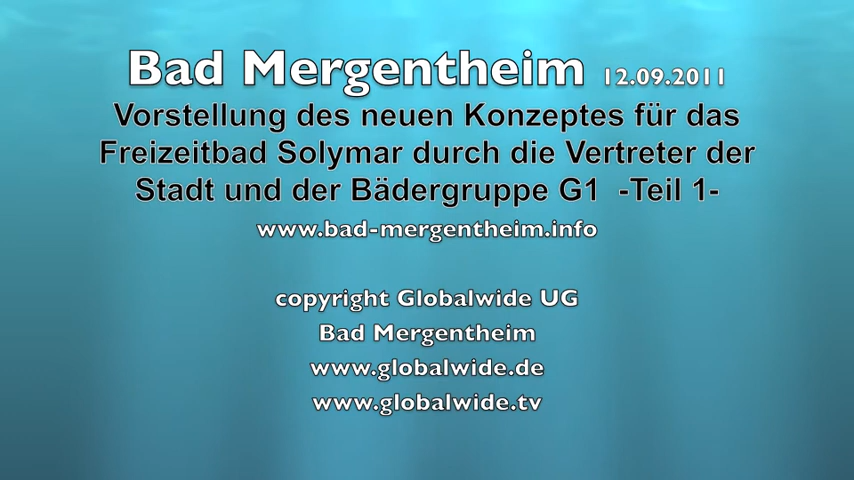 Bad Mergentheim 12.09.2011
Vorstellung des neuen Konzeptes für das
Freizeitbad Solymar durch die Vertreter der
Stadt und der Bädergruppe G1 -Teil 1-
www.bad-mergentheim.info
copyright Globalwide UG
Bad Mergentheim
www.globalwide.de
www.globalwide.tv